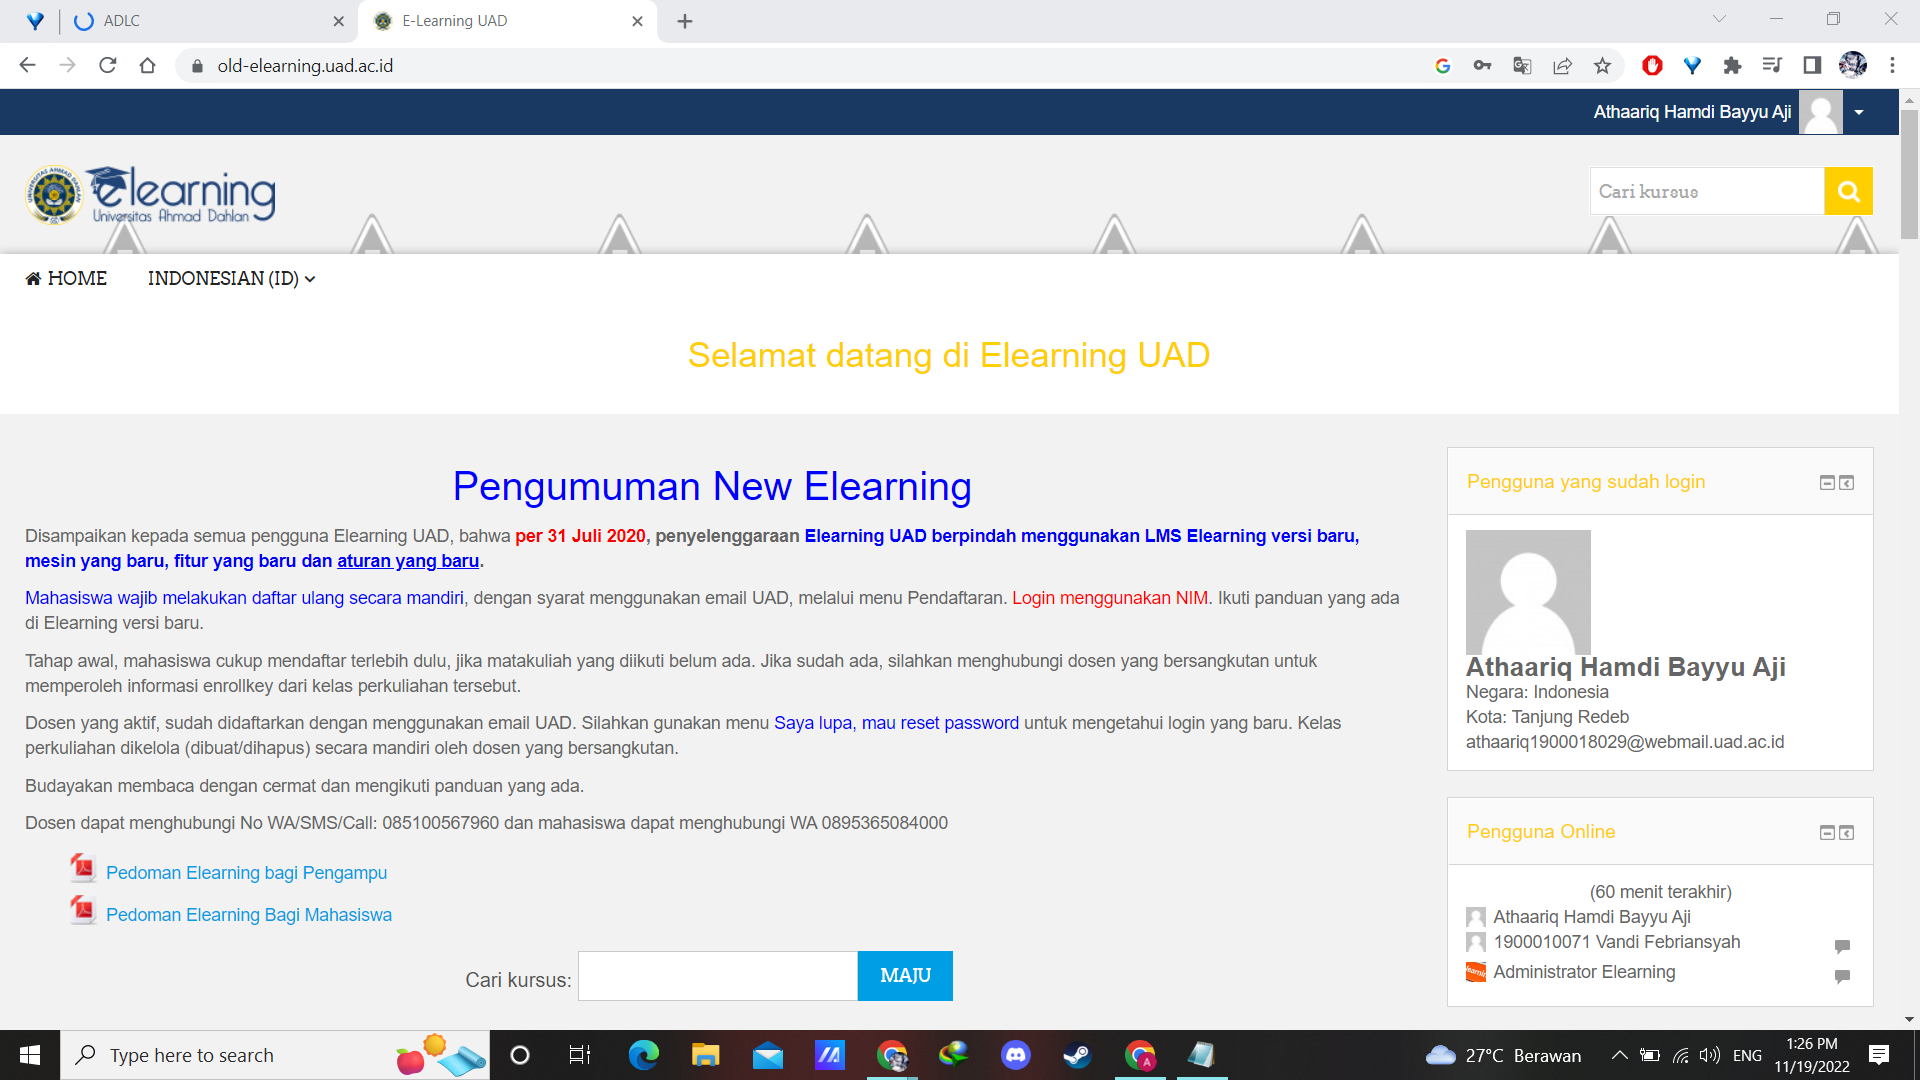 ADLC
E-Learning UAD
old-elearning.uad.ac.id
Athaariq Hamdi Bayyu Aji
elearning
Universitas Ahmad Dahlan
Cari kursus
HOME
INDONESIAN (ID)
Selamat datang di Elearning UAD
Pengumuman New Elearning
Disampaikan kepada semua pengguna Elearning UAD, bahwa per 31 Juli 2020, penyelenggaraan Elearning UAD berpindah menggunakan LMS Elearning versi baru,
mesin yang baru, fitur yang baru dan aturan yang baru.
Mahasiswa wajib melakukan daftar ulang secara mandiri, dengan syarat menggunakan email UAD, melalui menu Pendaftaran. Login menggunakan NIM. Ikuti panduan yang ada
di Elearning versi baru.
Tahap awal, mahasiswa cukup mendaftar terlebih dulu, jika matakuliah yang diikuti belum ada. Jika sudah ada, silahkan menghubungi dosen yang bersangkutan untuk
memperoleh informasi enrollkey dari kelas perkuliahan tersebut.
Dosen yang aktif, sudah didaftarkan dengan menggunakan email UAD. Silahkan gunakan menu Saya lupa, mau reset password untuk mengetahui login yang baru. Kelas
perkuliahan dikelola (dibuat/dihapus) secara mandiri oleh dosen yang bersangkutan.
Budayakan membaca dengan cermat dan mengikuti panduan yang ada.
Dosen dapat menghubungi No WA/SMS/Call: 085100567960 dan mahasiswa dapat menghubungi WA 0895365084000
Pedoman Elearning bagi Pengampu
Pedoman Elearning Bagi Mahasiswa
Cari kursus:
MAJU
Pengguna yang sudah login
Athaariq Hamdi Bayyu Aji
Negara: Indonesia
Kota: Tanjung Redeb
athaariq1900018029@webmail.uad.ac.id
Pengguna Online
(60 menit terakhir)
Athaariq Hamdi Bayyu Aji
1900010071 Vandi Febriansyah
Administrator Elearning
Type here to search
27°C Berawan
ENG
1:26 PM
11/19/2022